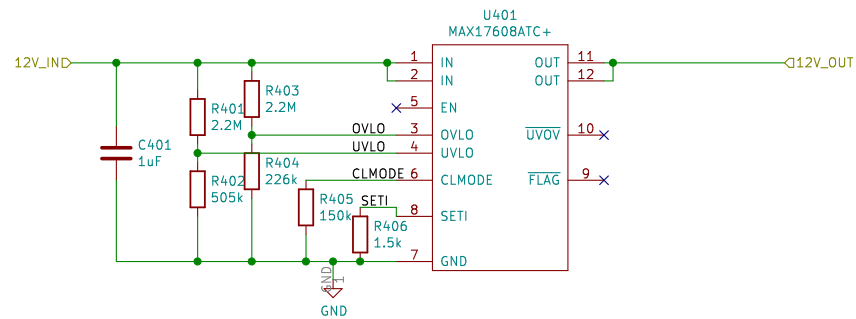 U401
MAX17608ATC+
12V_IN
1 IN
2 IN
5 EN
OVLO 3 OVLO
UVLO 4 UVLO
CLMODE 6 CLMODE
SETI 8 SETI
7 GND
OUT 11
OUT 12
UVOV 10
FLAG 9
12V_OUT
R403
2.2M
R401
2.2M
C401
1uF
R404
226k
R402
505k
R405
150k
R406
1.5k
GND 1
GND